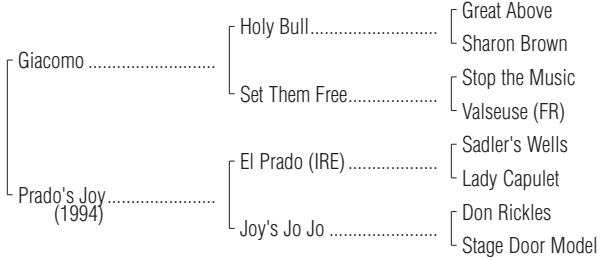 Great Above
Holy Bull..............................
Sharon Brown
Giacomo ..............................
Stop the Music
Set Them Free.....................
Valseuse (FR)
Sadler's Wells
El Prado (IRE) .....................
Lady Capulet
Prado's Joy..........................
(1994)
Don Rickles
Joy's Jo Jo ..........................
Stage Door Model